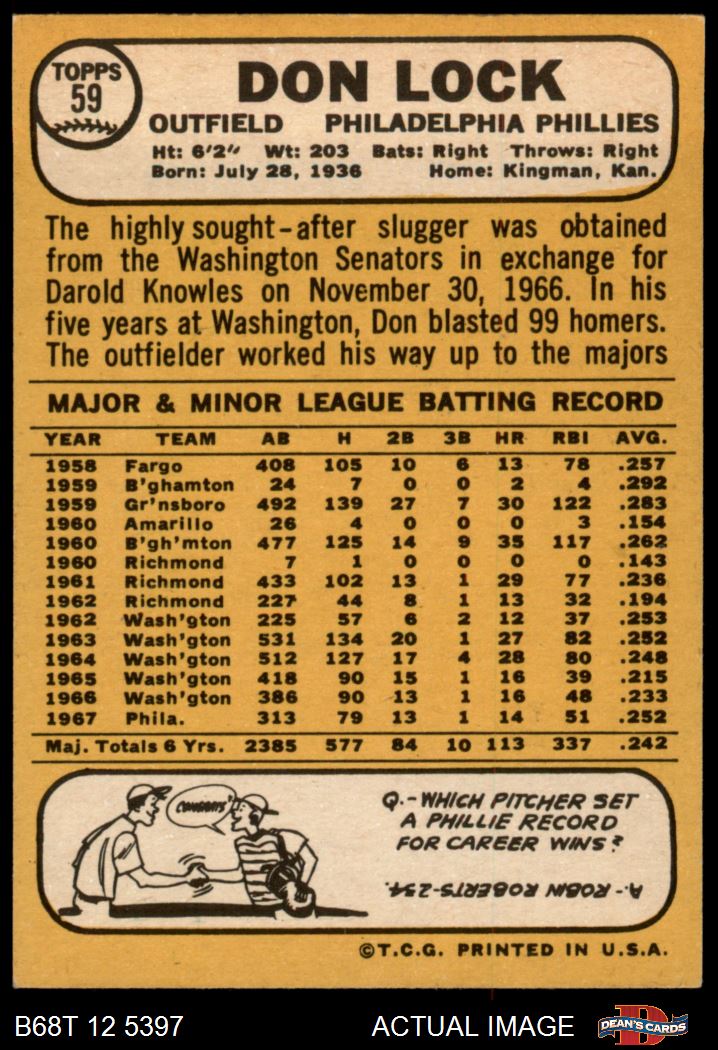 TOPPS
59
DON LOCK
OUTFIELD PHILADELPHIA PHILLIES
Ht: 6'2" Wt: 203 Bats: Right Throws: Right
Born: July 28, 1936 Home: Kingman, Kan.
The highly sought-after slugger was obtained
from the Washington Senators in exchange for
Darold Knowles on November 30, 1966. In his
five years at Washington, Don blasted 99 homers.
The outfielder worked his way up to the majors
MAJOR & MINOR LEAGUE BATTING RECORD
YEAR TEAM AB H 2B 3B HR RBI AVG.
1958 Fargo 408 105 10 6 13 78 .257
1959 B'ghamton 24 7 0 0 2 4 .292
1959 Gr'nsboro 492 139 27 7 30 122 .283
1960 Amarillo 26 4 0 0 0 3 .154
1960 B'gh'mton 477 125 14 9 35 117 .262
1960 Richmond 7 1 0 0 0 0 .143
1961 Richmond 433 102 13 1 29 77 .236
1962 Richmond 227 44 8 1 13 32 .194
1962 Wash'gton 225 57 6 2 12 37 .253
1963 Wash'gton 531 134 20 1 27 82 .252
1964 Wash'gton 512 127 17 4 28 80 .248
1965 Wash'gton 418 90 15 1 16 39 .215
1966 Wash'gton 386 90 13 1 16 48 .233
1967 Phila. 313 79 13 1 14 51 .252
Maj. Totals 6 Yrs. 2385 577 84 10 113 337 .242
CONGRATS
Q.-WHICH PITCHER SET
A PHILLIE RECORD
FOR CAREER WINS?
A-ROBIN ROBERTS-234.
©T.C.G. PRINTED IN U.S.A.
B68T 12 5397 ACTUAL IMAGE
D
DEAN'S CARDS